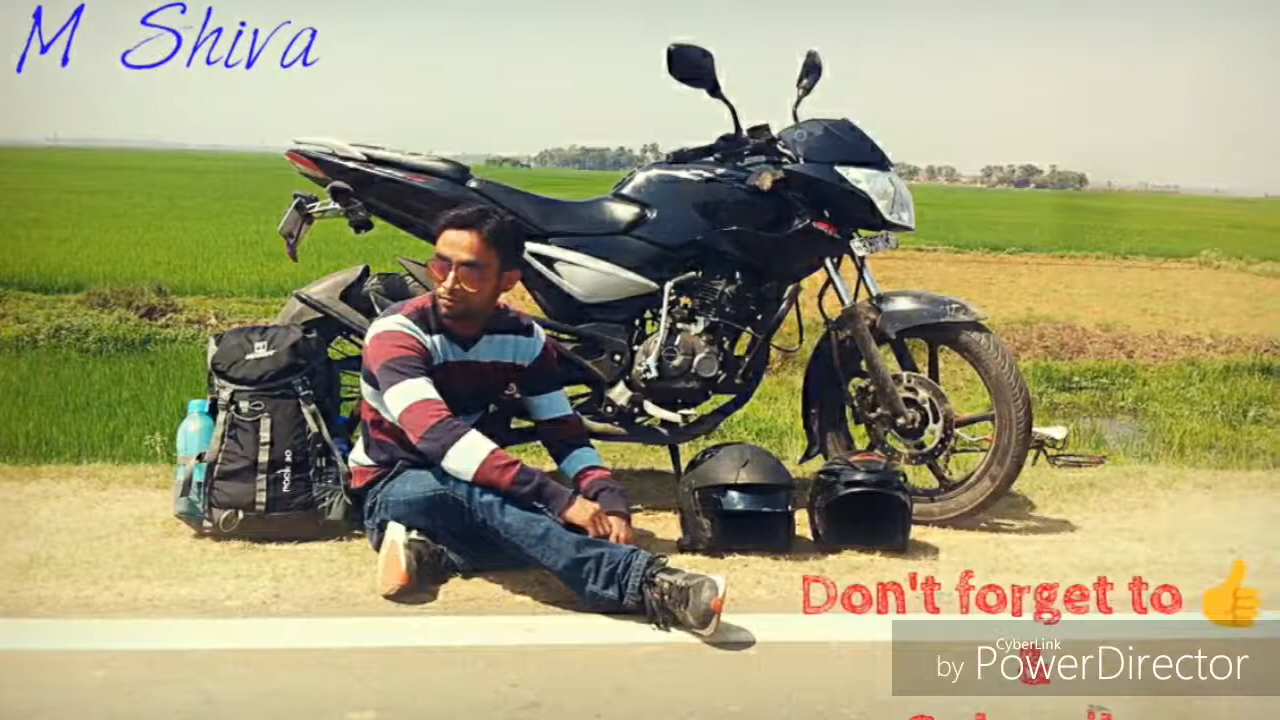 M Shiva
Don't forget to 👍
&
CyberLink
by PowerDirector